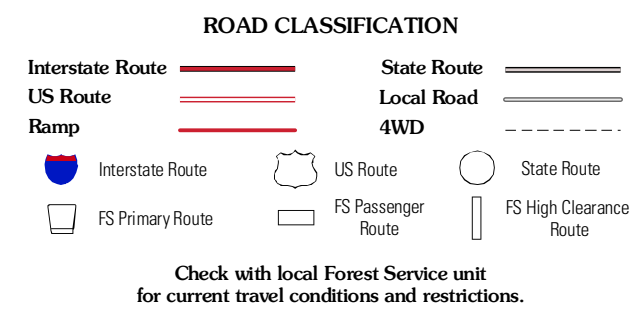 ROAD CLASSIFICATION
Interstate Route
State Route
US Route
Local Road
Ramp
4WD
Interstate Route
US Route
State Route
FS Primary Route
FS Passenger
Route
FS High Clearance
Route
Check with local Forest Service unit
for current travel conditions and restrictions.